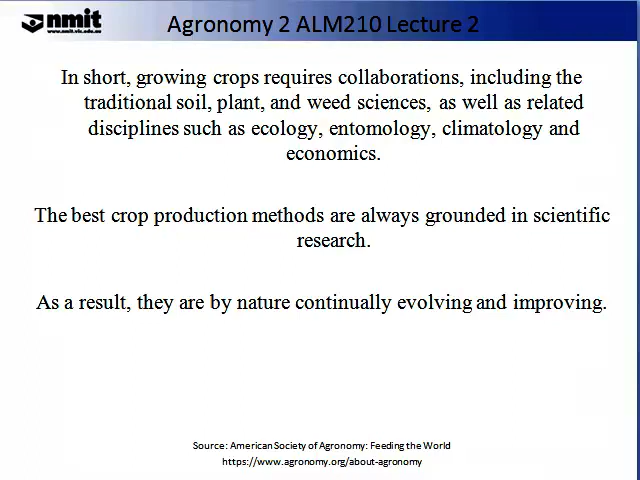 nmit
www.nmit.vic.edu.au
Agronomy 2 ALM210 Lecture 2
In short, growing crops requires collaborations, including the
traditional soil, plant, and weed sciences, as well as related
disciplines such as ecology, entomology, climatology and
economics.
The best crop production methods are always grounded in scientific
research.
As a result, they are by nature continually evolving and improving.
Source: American Society of Agronomy: Feeding the World
https://www.agronomy.org/about-agronomy